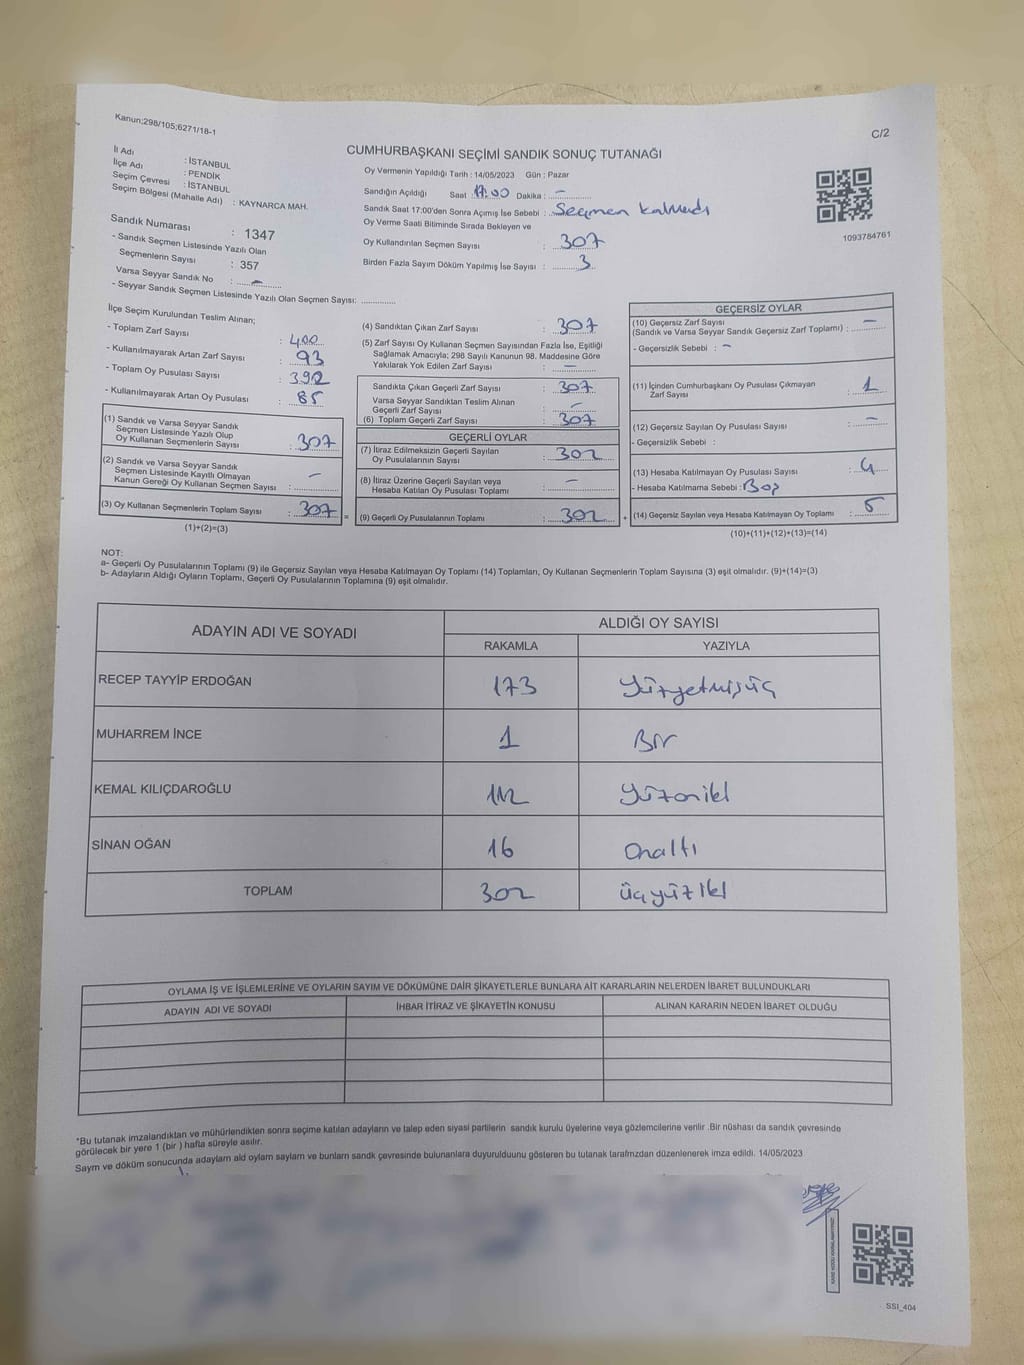 Kanun;298/105;6271/18-1
C/2
CUMHURBAŞKANI SEÇİMİ SANDIK SONUÇ TUTANAĞI
İl Adı : İSTANBUL
İlçe Adı : PENDİK
Seçim Çevresi : İSTANBUL
Seçim Bölgesi (Mahalle Adı) : KAYNARCA MAH.
Sandık Numarası : 1347
- Sandık Seçmen Listesinde Yazılı Olan
Seçmenlerin Sayısı : 357
Varsa Seyyar Sandık No : -
- Seyyar Sandık Seçmen Listesinde Yazılı Olan Seçmen Sayısı: ............
Oy Vermenin Yapıldığı Tarih : 14/05/2023 Gün : Pazar
Sandığın Açıldığı Saat : 17.00 Dakika : -
Sandık Saat 17:00'den Sonra Açımış İse Sebebi : Seçmen kalmadı
Oy Verme Saati Bitiminde Sırada Bekleyen ve
Oy Kullandırılan Seçmen Sayısı : 307
Birden Fazla Sayım Döküm Yapılmış İse Sayısı : 3
1093784761
İlçe Seçim Kurulundan Teslim Alınan;
- Toplam Zarf Sayısı : 400
- Kullanılmayarak Artan Zarf Sayısı : 93
- Toplam Oy Pusulası Sayısı : 392
- Kullanılmayarak Artan Oy Pusulası : 85
(1) Sandık ve Varsa Seyyar Sandık
Seçmen Listesinde Yazılı Olup
Oy Kullanan Seçmenlerin Sayısı : 307
(2) Sandık ve Varsa Seyyar Sandık
Seçmen Listesinde Kayıtlı Olmayan
Kanun Gereği Oy Kullanan Seçmen Sayısı : -
(3) Oy Kullanan Seçmenlerin Toplam Sayısı : 307 =
(1)+(2)=(3)
(4) Sandıktan Çıkan Zarf Sayısı : 307
(5) Zarf Sayısı Oy Kullanan Seçmen Sayısından Fazla İse, Eşitliği
Sağlamak Amacıyla; 298 Sayılı Kanunun 98. Maddesine Göre
Yakılarak Yok Edilen Zarf Sayısı : -
Sandıkta Çıkan Geçerli Zarf Sayısı : 307
Varsa Seyyar Sandıktan Teslim Alınan
Geçerli Zarf Sayısı : -
(6) Toplam Geçerli Zarf Sayısı : 307
GEÇERLİ OYLAR
(7) İtiraz Edilmeksizin Geçerli Sayılan
Oy Pusulalarının Sayısı : 302
(8) İtiraz Üzerine Geçerli Sayılan veya
Hesaba Katılan Oy Pusulası Toplamı : -
(9) Geçerli Oy Pusulalarının Toplamı : 302 +
GEÇERSİZ OYLAR
(10) Geçersiz Zarf Sayısı
(Sandık ve Varsa Seyyar Sandık Geçersiz Zarf Toplamı) : -
- Geçersizlik Sebebi : -
(11) İçinden Cumhurbaşkanı Oy Pusulası Çıkmayan
Zarf Sayısı : 1
(12) Geçersiz Sayılan Oy Pusulası Sayısı : -
- Geçersizlik Sebebi :
(13) Hesaba Katılmayan Oy Pusulası Sayısı : 4
- Hesaba Katılmama Sebebi : Boş
(14) Geçersiz Sayılan veya Hesaba Katılmayan Oy Toplamı : 5
(10)+(11)+(12)+(13)=(14)
NOT:
a- Geçerli Oy Pusulalarının Toplamı (9) ile Geçersiz Sayılan veya Hesaba Katılmayan Oy Toplamı (14) Toplamları, Oy Kullanan Seçmenlerin Toplam Sayısına (3) eşit olmalıdır. (9)+(14)=(3)
b- Adayların Aldığı Oyların Toplamı, Geçerli Oy Pusulalarının Toplamına (9) eşit olmalıdır.
ADAYIN ADI VE SOYADI ALDIĞI OY SAYISI
RAKAMLA YAZIYLA
RECEP TAYYİP ERDOĞAN 173 Yüzyetmişüç
MUHARREM İNCE 1 Bir
KEMAL KILIÇDAROĞLU 112 yüzoniki
SİNAN OĞAN 16 Onaltı
TOPLAM 302 üçyüziki
OYLAMA İŞ VE İŞLEMLERİNE VE OYLARIN SAYIM VE DÖKÜMÜNE DAİR ŞİKAYETLERLE BUNLARA AİT KARARLARIN NELERDEN İBARET BULUNDUKLARI
ADAYIN ADI VE SOYADI İHBAR İTİRAZ VE ŞİKAYETİN KONUSU ALINAN KARARIN NEDEN İBARET OLDUĞU
*Bu tutanak imzalandıktan ve mühürlendikten sonra seçime katılan adayların ve talep eden siyasi partilerin sandık kurulu üyelerine veya gözlemcilerine verilir .Bir nüshası da sandık çevresinde
görülecek bir yere 1 (bir ) hafta süreyle asılır.
Sayım ve döküm sonucunda adaylam ald oylam saylam ve bunlam sandk çevresinde bulunanlara duyurulduunu gösteren bu tutanak tarafmzdan düzenlenerek imza edildi. 14/05/2023
SSI_404